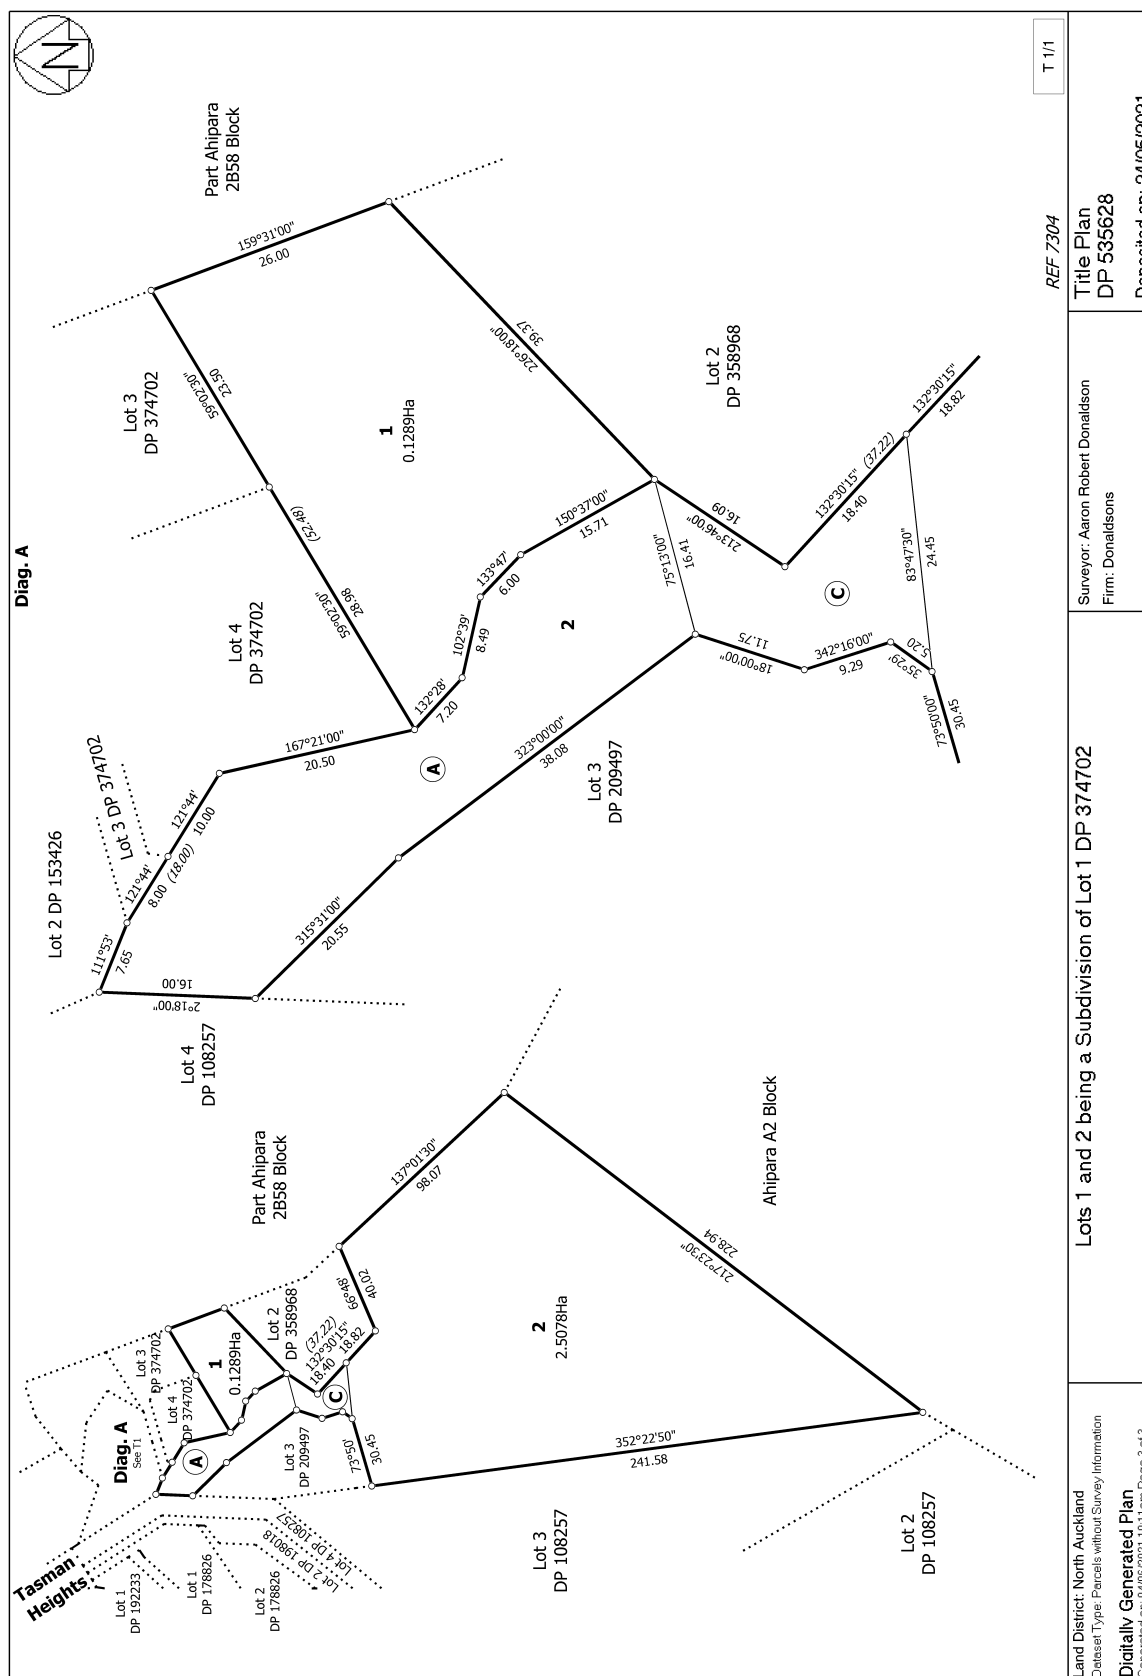 N
Diag. A
Part Ahipara
2B58 Block
159°31'00"
26.00
Lot 3
DP 374702
59°02'30"
23.50
(52.48)
59°02'30"
28.98
Lot 4
DP 374702
1
0.1289Ha
226°18'00"
39.37
Lot 2
DP 358968
Lot 2 DP 153426
Lot 3 DP 374702
111°53'
7.65
121°44'
8.00
(18.00)
121°44'
10.00
167°21'00"
20.50
132°28'
7.20
102°39'
8.49
133°47'
6.00
150°37'00"
15.71
2
75°13'00"
16.41
213°46'00"
16.09
132°30'15"
(37.22)
18.40
132°30'15"
18.82
83°47'30"
24.45
C
18°00'00"
11.75
342°16'00"
9.29
35°29'
5.20
73°50'00"
30.45
A
323°00'00"
38.08
Lot 3
DP 209497
315°31'00"
20.55
2°18'00"
16.00
Lot 4
DP 108257
Tasman
Heights
Lot 1
DP 192233
Lot 1
DP 178826
Lot 2
DP 178826
Lot 2 DP 198018
Lot 4 DP 108257
Diag. A
See T1
Lot 4
DP 374702
Lot 3
DP 374702
1
0.1289Ha
A
Lot 3
DP 209497
Lot 2
DP 358968
(37.22)
132°30'15"
18.40
18.82
C
73°50'
30.45
66°48'
40.02
Part Ahipara
2B58 Block
137°01'30"
98.07
2
2.5078Ha
217°23'30"
228.94
Ahipara A2 Block
352°22'50"
241.58
Lot 3
DP 108257
Lot 2
DP 108257
T 1/1
REF 7304
Land District: North Auckland
Dataset Type: Parcels without Survey Information
Digitally Generated Plan
Lots 1 and 2 being a Subdivision of Lot 1 DP 374702
Surveyor: Aaron Robert Donaldson
Firm: Donaldsons
Title Plan
DP 535628